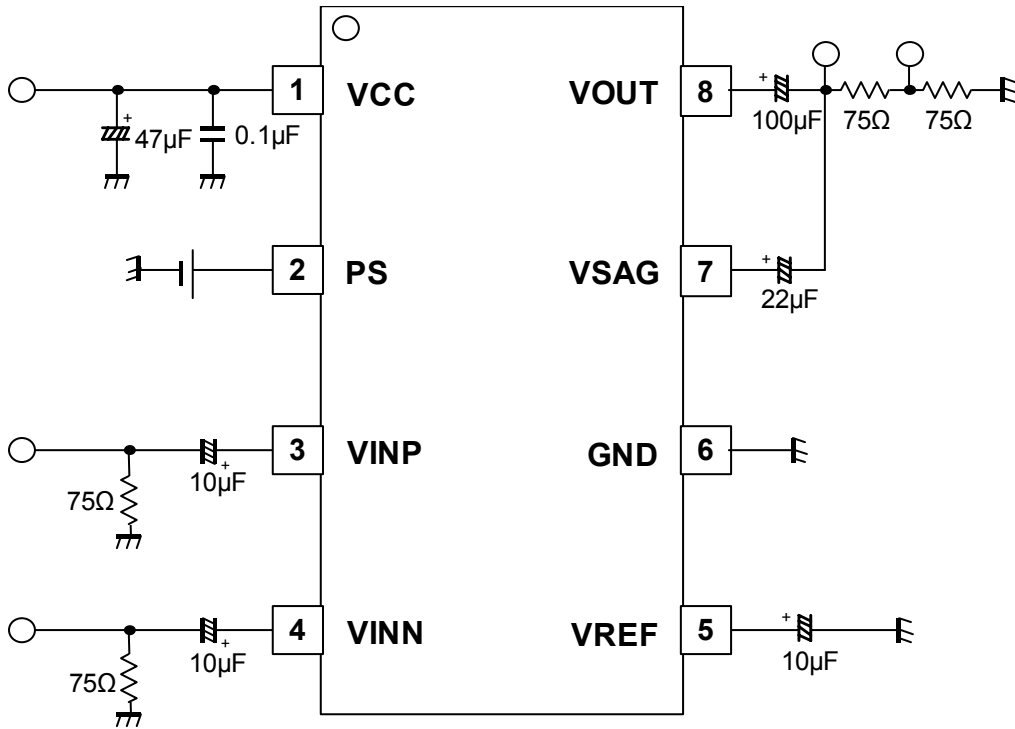 1 VCC VOUT 8
+ 47µF 0.1µF + 100µF 75Ω 75Ω
2 PS VSAG 7
+ 22µF
3 VINP GND 6
75Ω 10µF +
4 VINN VREF 5
75Ω 10µF + + 10µF